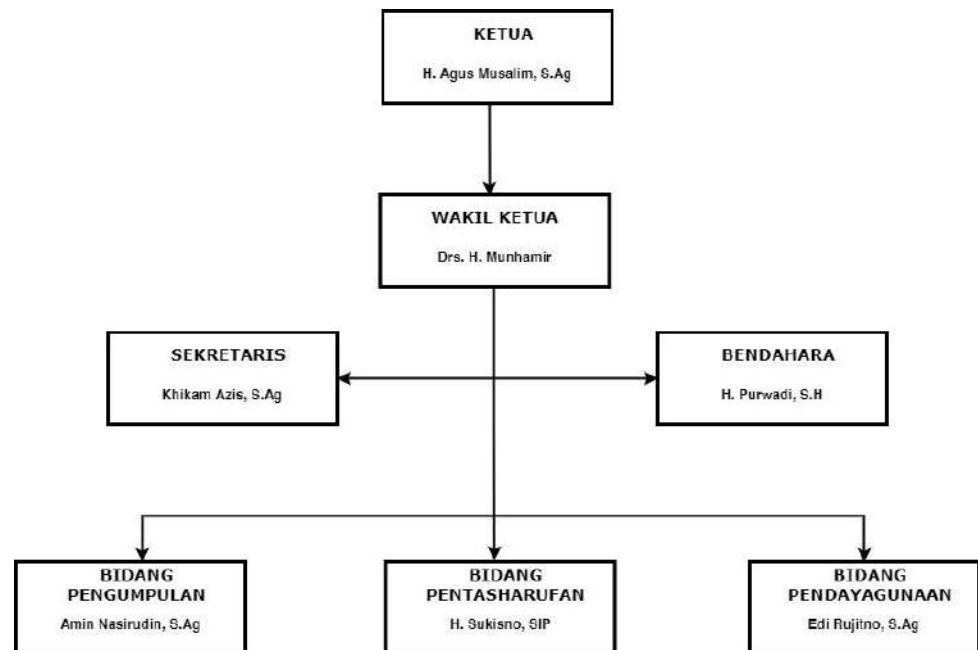 KETUA
H. Agus Musalim, S.Ag
WAKIL KETUA
Drs. H. Munhamir
SEKRETARIS
Khikam Azis, S.Ag
BENDAHARA
H. Purwadi, S.H
BIDANG
PENGUMPULAN
Amin Nasirudin, S.Ag
BIDANG
PENTASHARUFAN
H. Sukisno, SIP
BIDANG
PENDAYAGUNAAN
Edi Rujitno, S.Ag